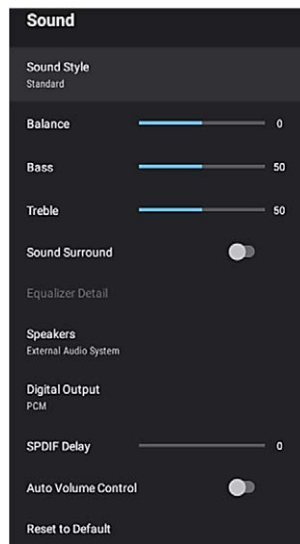 Sound
Sound Style
Standard
Balance 0
Bass 50
Treble 50
Sound Surround
Equalizer Detail
Speakers
External Audio System
Digital Output
PCM
SPDIF Delay 0
Auto Volume Control
Reset to Default